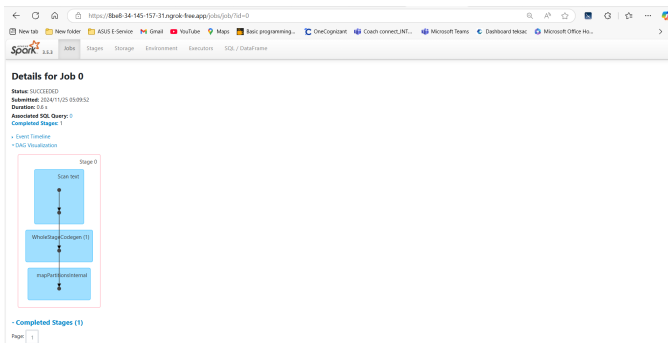 https://8be8-34-145-157-31.ngrok-free.app/jobs/job/?id=0
New tab New folder ASUS E-Service Gmail YouTube Maps Basic programming... OneCognizant Coach connect_INT... Microsoft Teams Dashboard teksac Microsoft Office Ho...
Spark 3.5.3 Jobs Stages Storage Environment Executors SQL / DataFrame
Details for Job 0
Status: SUCCEEDED
Submitted: 2024/11/25 05:09:52
Duration: 0.6 s
Associated SQL Query: 0
Completed Stages: 1
Event Timeline
DAG Visualization
Stage 0
Scan text
WholeStageCodegen (1)
mapPartitionsInternal
Completed Stages (1)
Page: 1